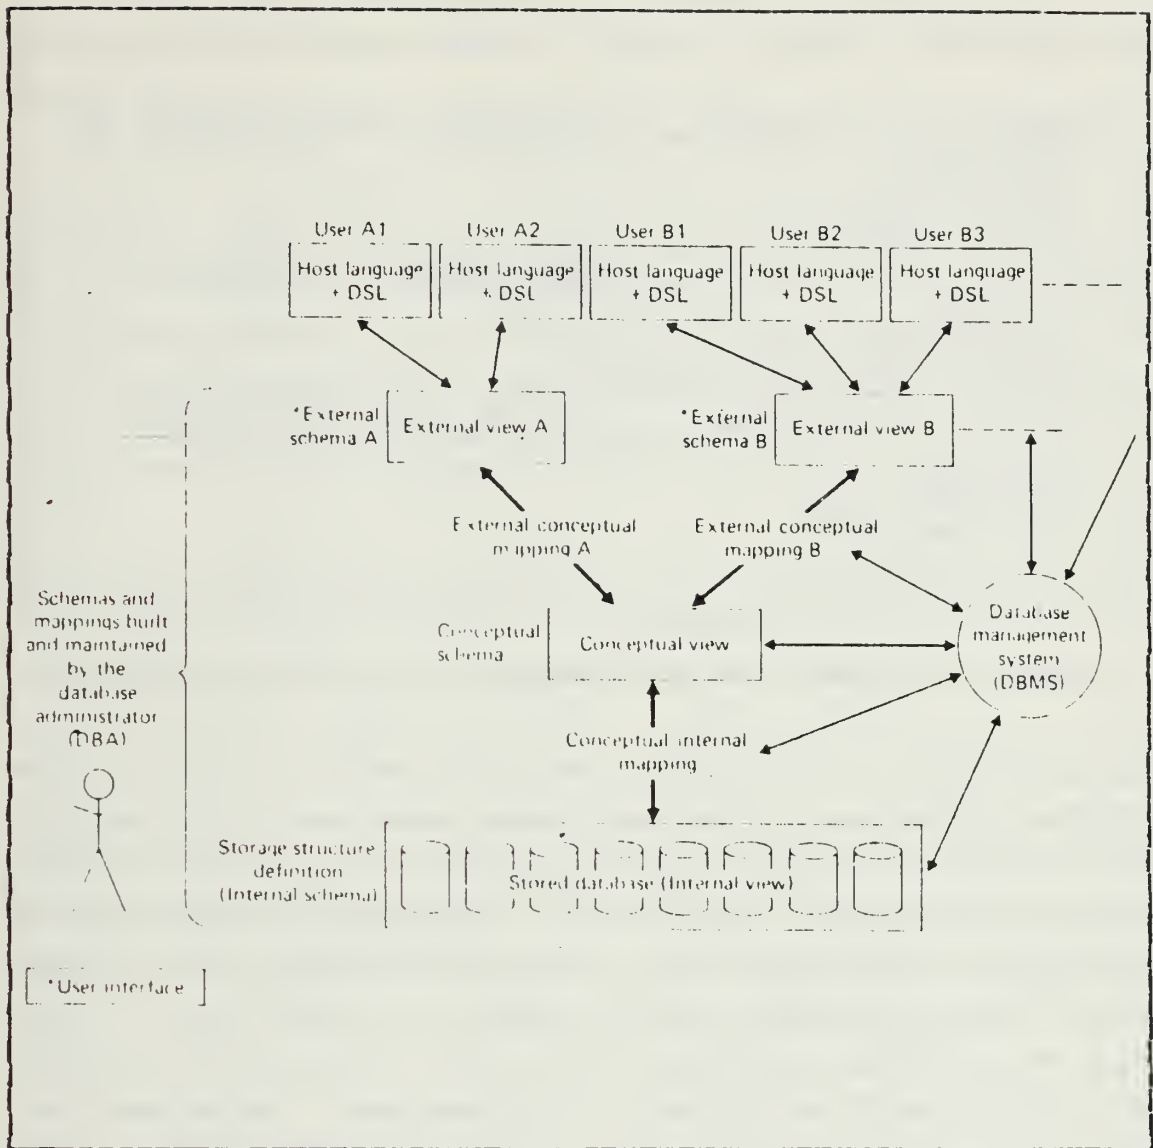 User A1
User A2
User B1
User B2
User B3
Host language
+ DSL
Host language
+ DSL
Host language
+ DSL
Host language
+ DSL
Host language
+ DSL
*External
schema A
External view A
*External
schema B
External view B
External conceptual
mapping A
External conceptual
mapping B
Schemas and
mappings built
and maintained
by the
database
administrator
(DBA)
Conceptual
schema
Conceptual view
Database
management
system
(DBMS)
Conceptual internal
mapping
Storage structure
definition
(Internal schema)
Stored database (Internal view)
*User interface